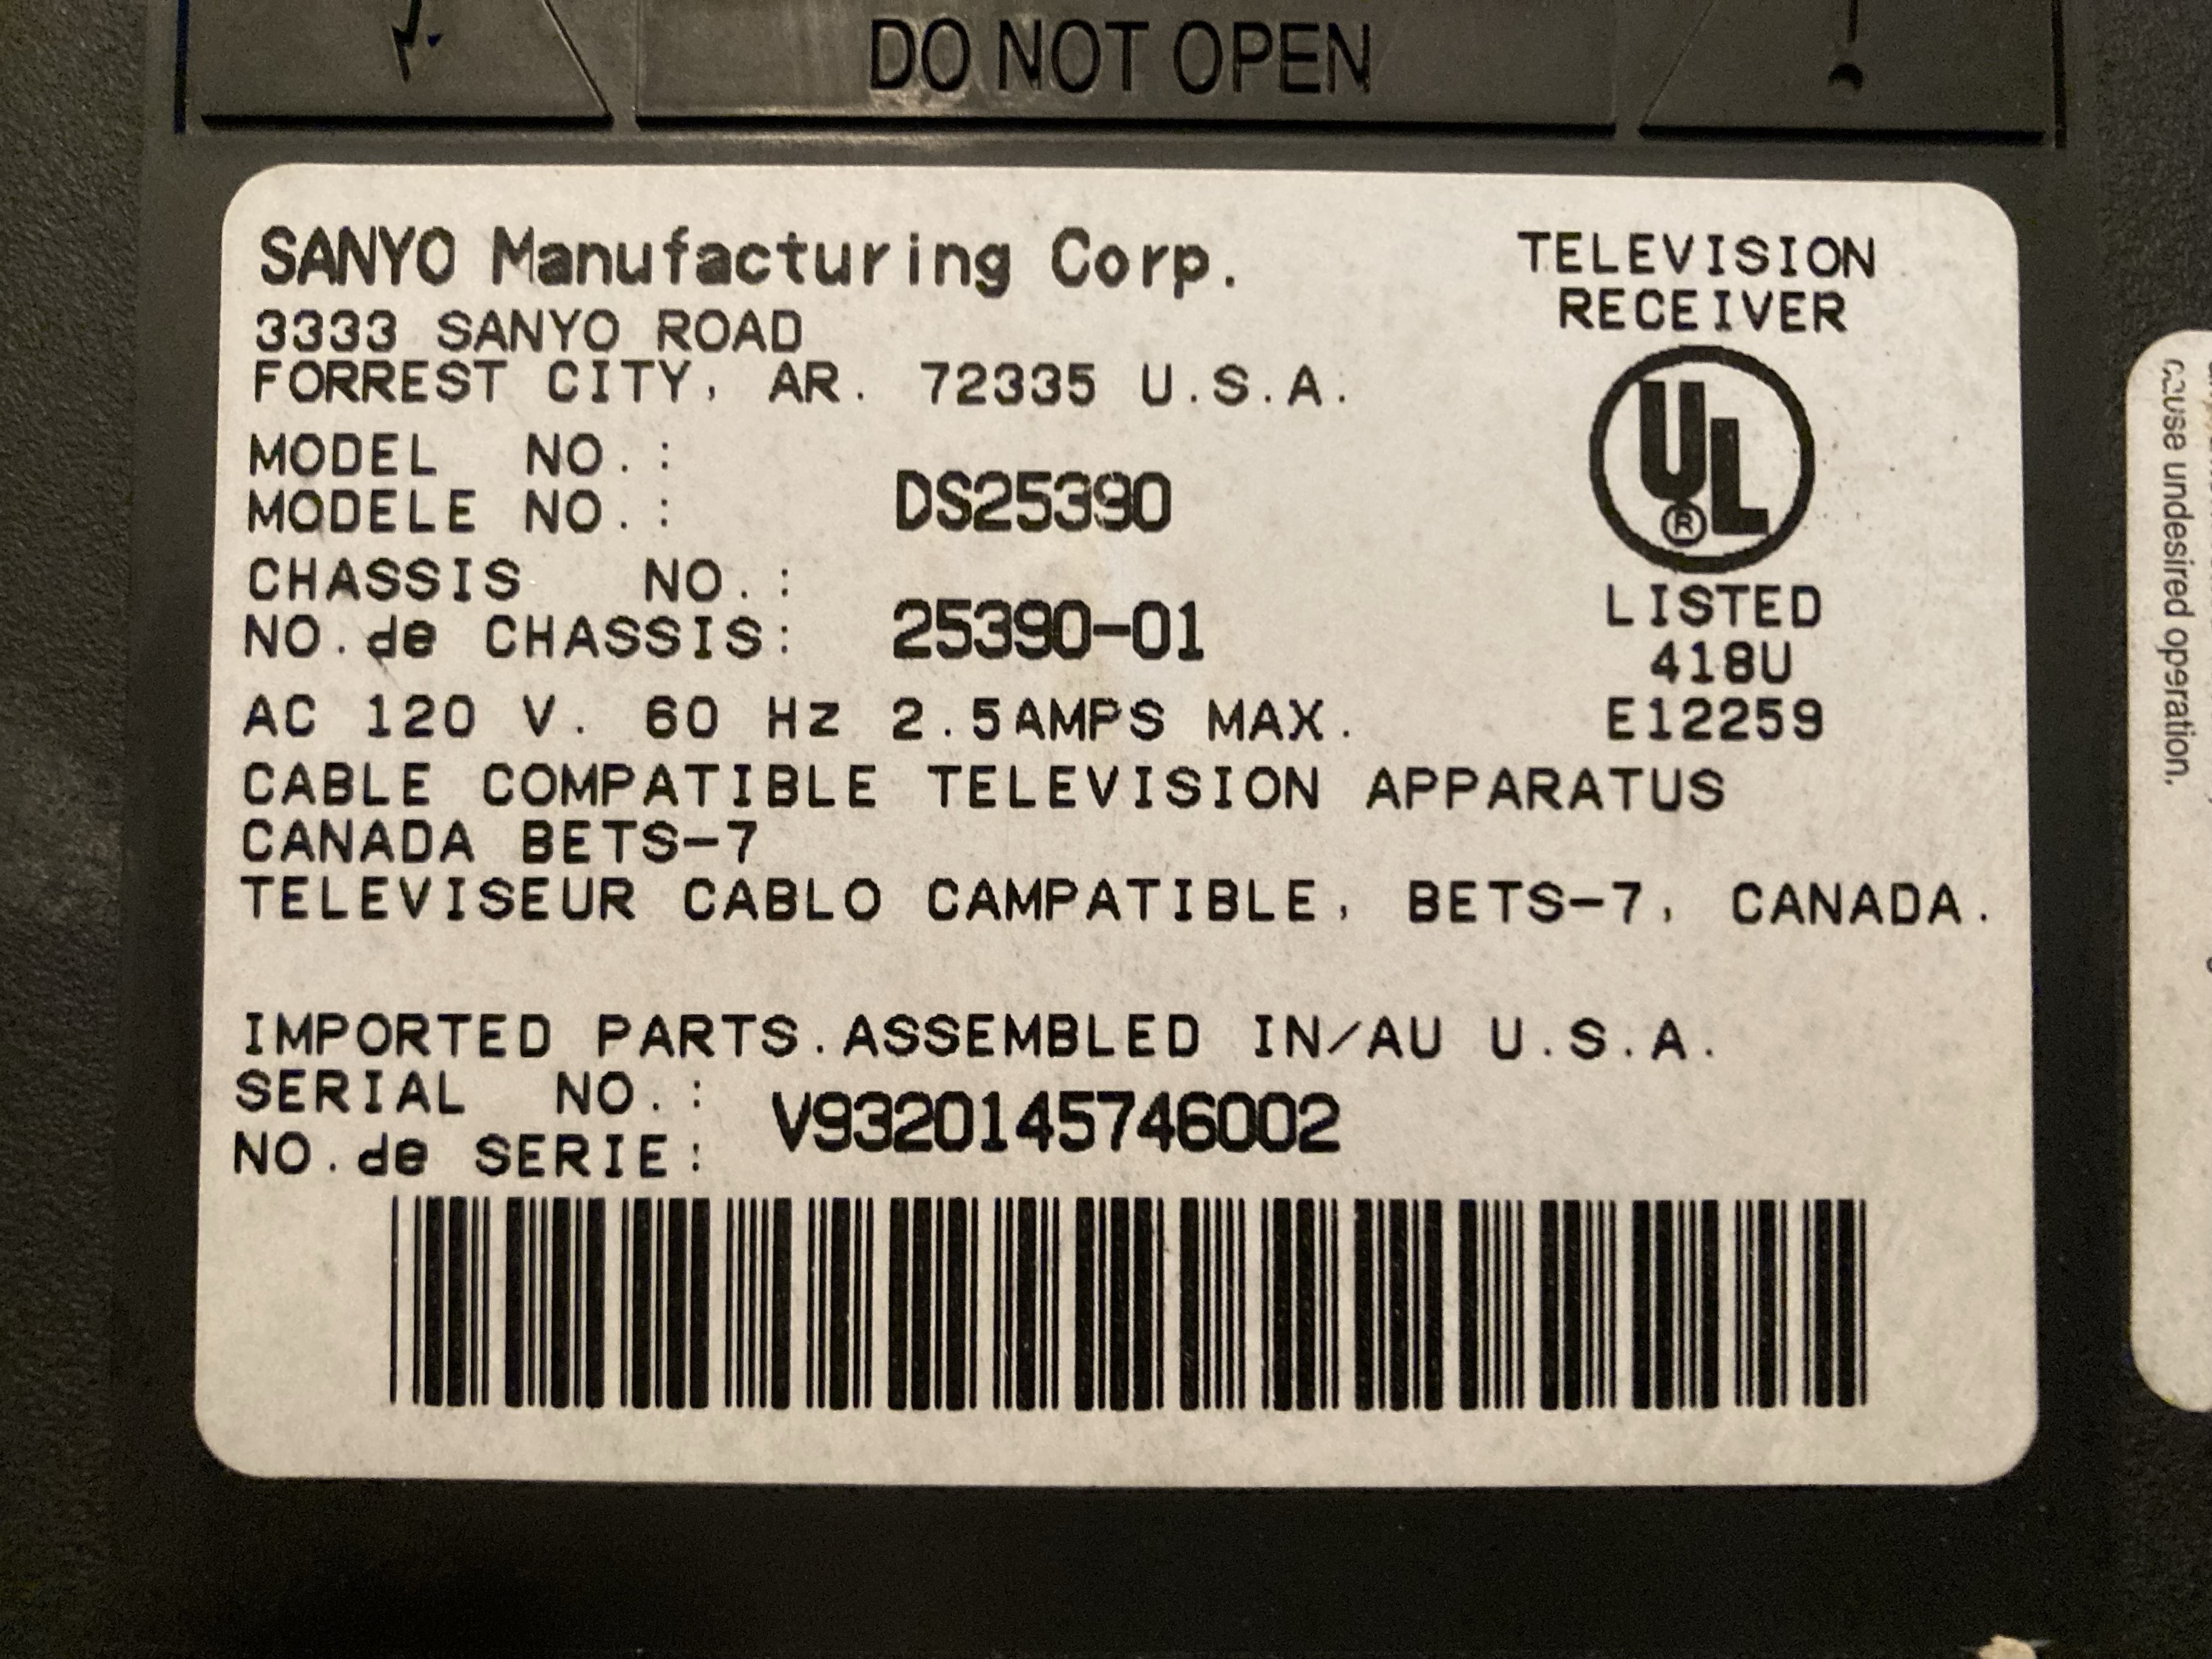 DO NOT OPEN
!
SANYO Manufacturing Corp.
3333 SANYO ROAD
FORREST CITY, AR. 72335 U.S.A.
TELEVISION
RECEIVER
UL
®
LISTED
418U
E12259
MODEL NO.:
MODELE NO.:
DS25390
CHASSIS NO.:
NO.de CHASSIS:
25390-01
AC 120 V. 60 Hz 2.5AMPS MAX.
CABLE COMPATIBLE TELEVISION APPARATUS
CANADA BETS-7
TELEVISEUR CABLO CAMPATIBLE, BETS-7, CANADA.
IMPORTED PARTS.ASSEMBLED IN/AU U.S.A.
SERIAL NO.:
NO.de SERIE:
V9320145746002
cause undesired operation.